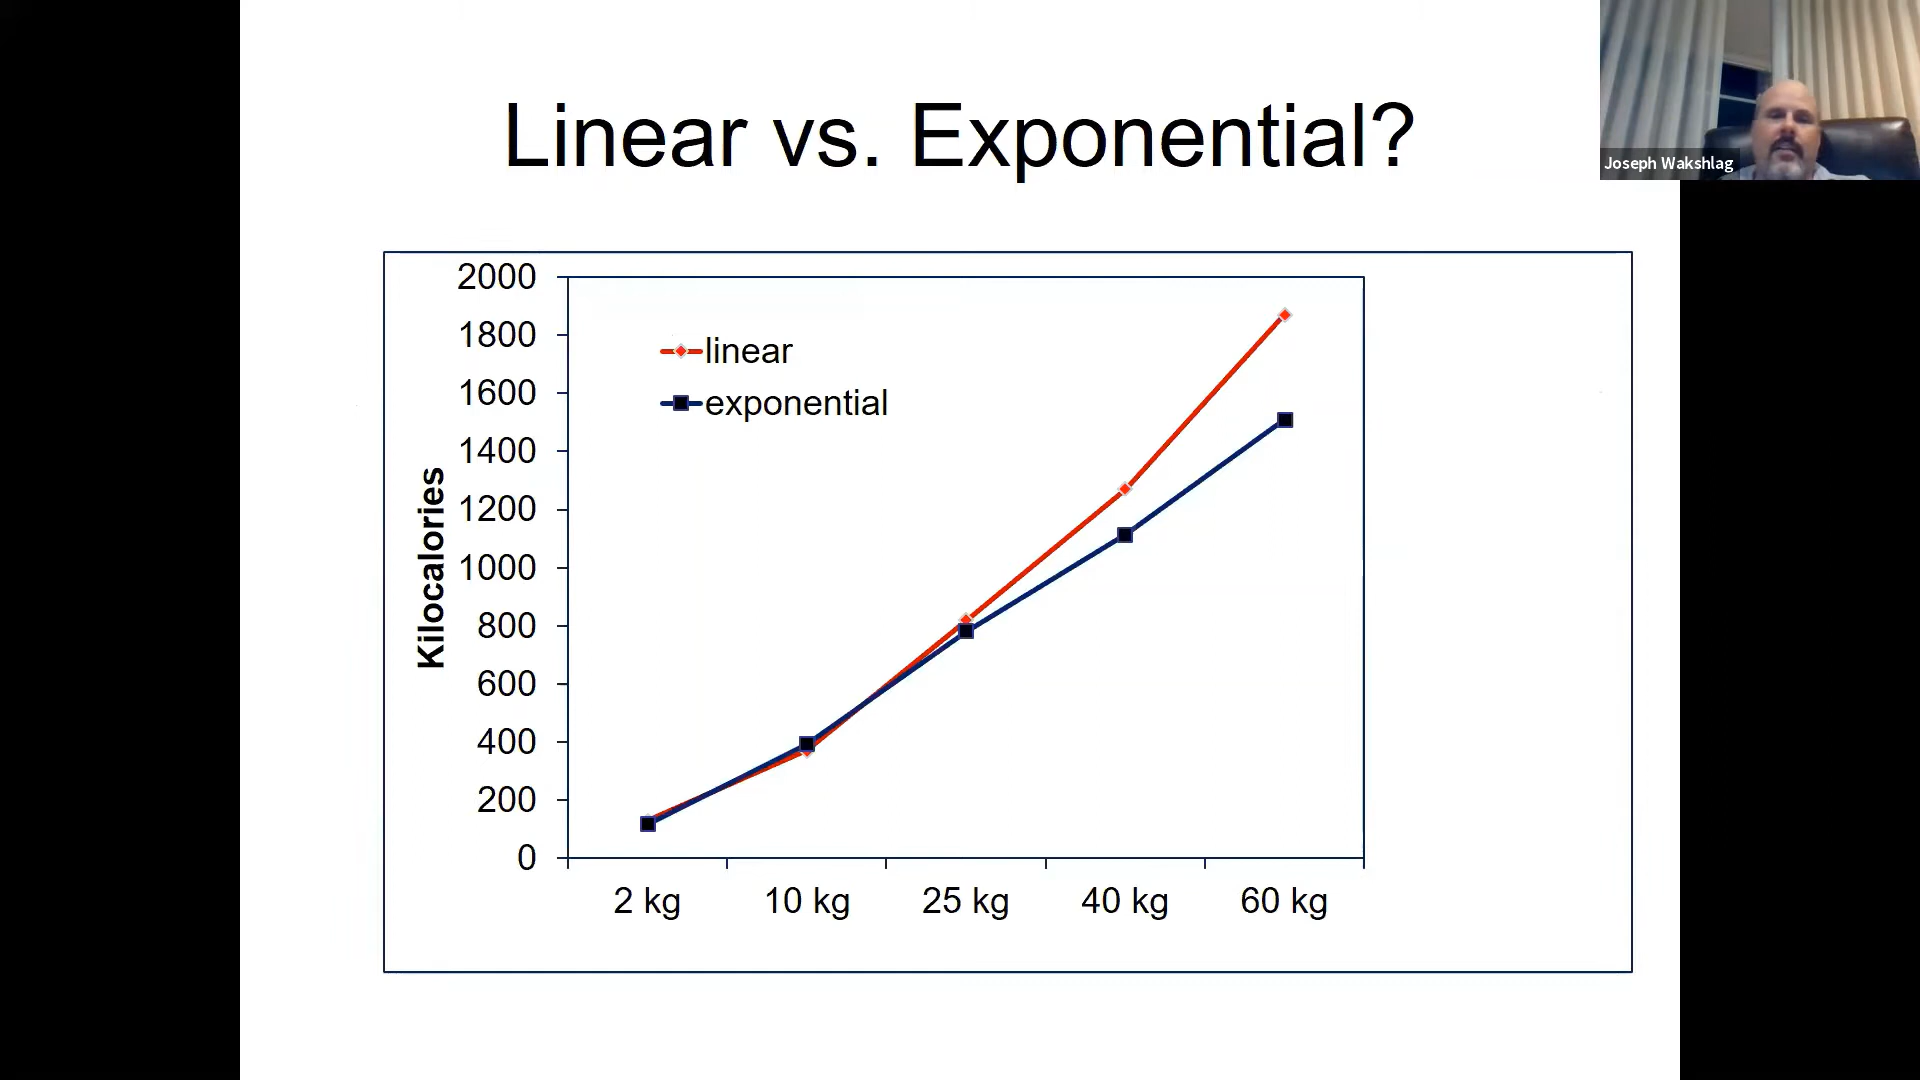 Linear vs. Exponential?
Joseph Wakshlag
2000
1800
1600
1400
1200
1000
800
600
400
200
0
Kilocalories
linear
exponential
2 kg
10 kg
25 kg
40 kg
60 kg